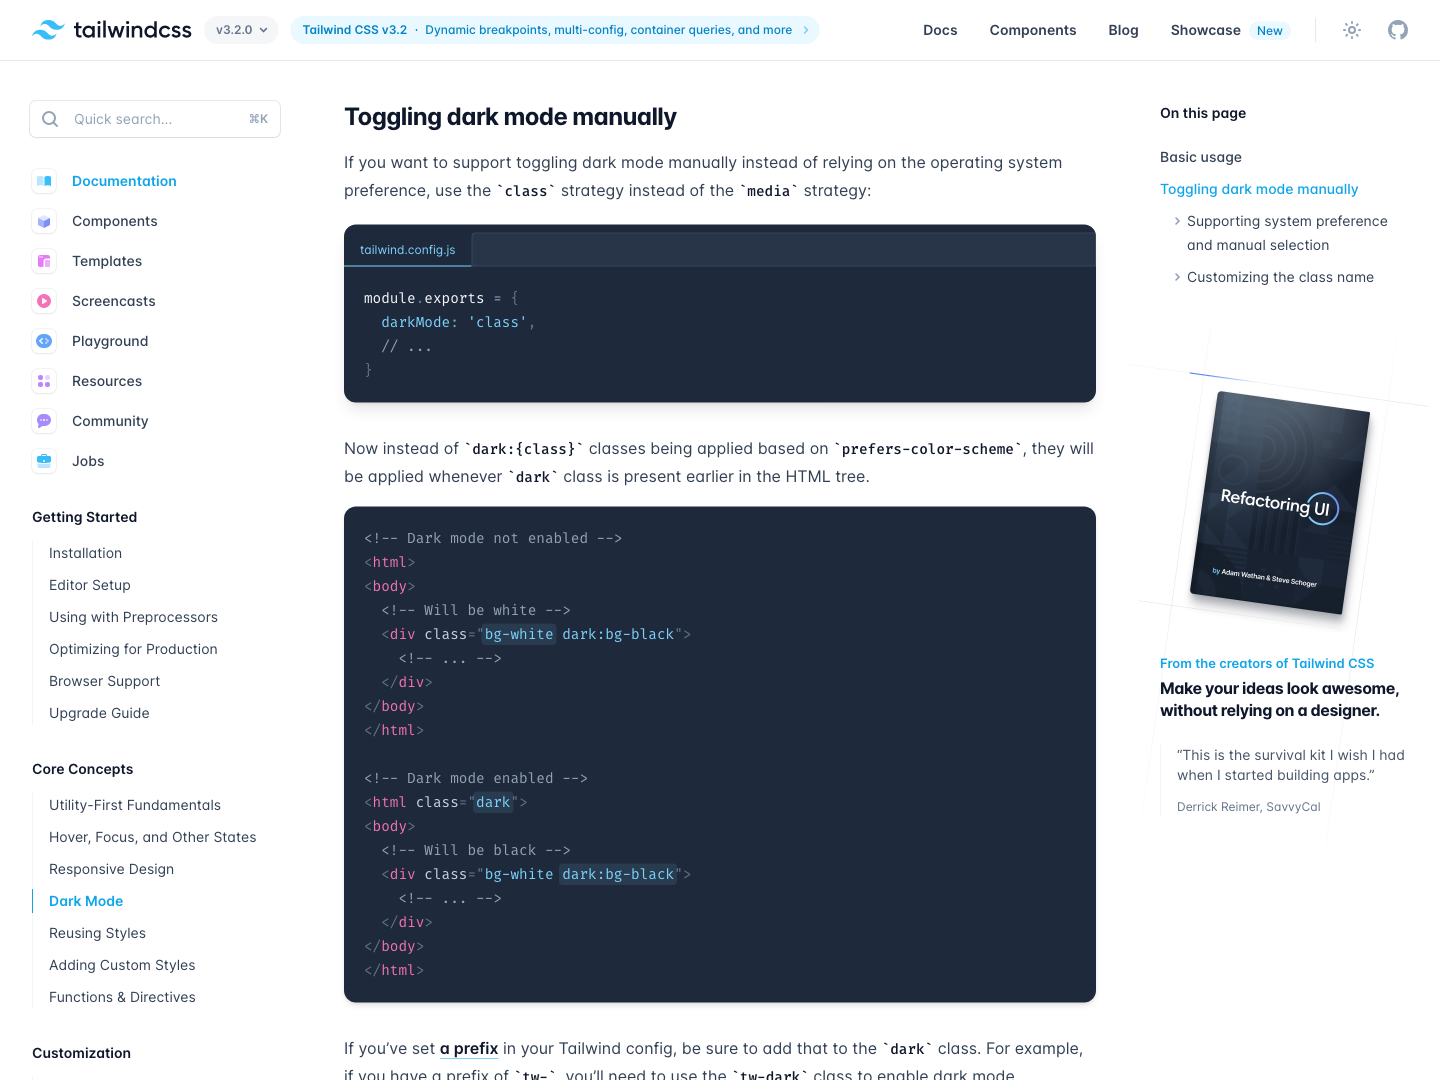 tailwindcss
v3.2.0
Tailwind CSS v3.2 · Dynamic breakpoints, multi-config, container queries, and more
Docs
Components
Blog
Showcase
New
Quick search...
⌘K
Documentation
Components
Templates
Screencasts
Playground
Resources
Community
Jobs
Getting Started
Installation
Editor Setup
Using with Preprocessors
Optimizing for Production
Browser Support
Upgrade Guide
Core Concepts
Utility-First Fundamentals
Hover, Focus, and Other States
Responsive Design
Dark Mode
Reusing Styles
Adding Custom Styles
Functions & Directives
Customization
Toggling dark mode manually
If you want to support toggling dark mode manually instead of relying on the operating system
preference, use the `class` strategy instead of the `media` strategy:
tailwind.config.js
module.exports = {
  darkMode: 'class',
  // ...
}
Now instead of `dark:{class}` classes being applied based on `prefers-color-scheme`, they will
be applied whenever `dark` class is present earlier in the HTML tree.
<!-- Dark mode not enabled -->
<html>
<body>
  <!-- Will be white -->
  <div class="bg-white dark:bg-black">
    <!-- ... -->
  </div>
</body>
</html>
<!-- Dark mode enabled -->
<html class="dark">
<body>
  <!-- Will be black -->
  <div class="bg-white dark:bg-black">
    <!-- ... -->
  </div>
</body>
</html>
If you’ve set a prefix in your Tailwind config, be sure to add that to the `dark` class. For example,
if you have a prefix of `tw-`, you’ll need to use the `tw-dark` class to enable dark mode.
On this page
Basic usage
Toggling dark mode manually
Supporting system preference
and manual selection
Customizing the class name
Refactoring UI
by Adam Wathan & Steve Schoger
From the creators of Tailwind CSS
Make your ideas look awesome,
without relying on a designer.
“This is the survival kit I wish I had
when I started building apps.”
Derrick Reimer, SavvyCal